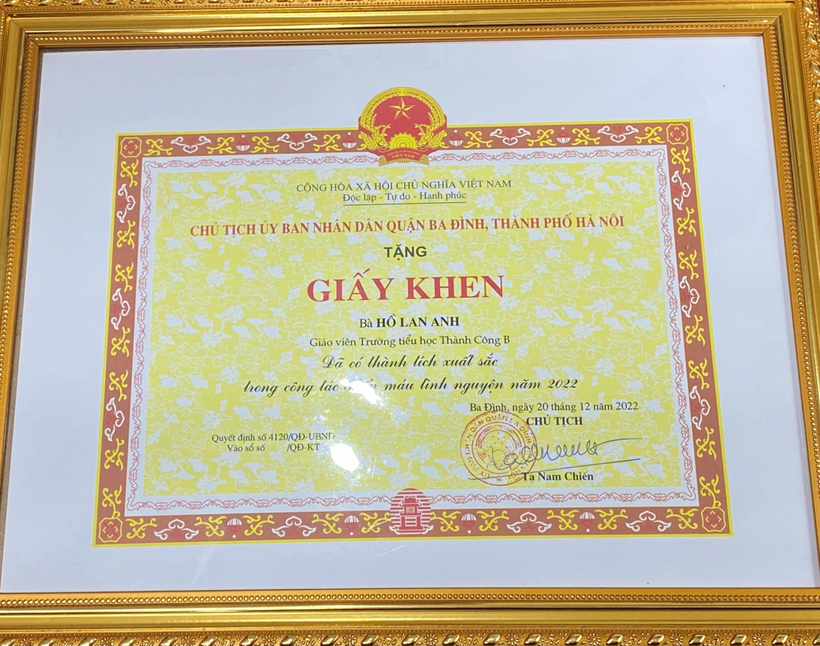 CỘNG HÒA XÃ HỘI CHỦ NGHĨA VIỆT NAM
Độc lập - Tự do - Hạnh phúc
CHỦ TỊCH ỦY BAN NHÂN DÂN QUẬN BA ĐÌNH, THÀNH PHỐ HÀ NỘI
TẶNG
GIẤY KHEN
Bà HỒ LAN ANH
Giáo viên Trường tiểu học Thành Công B
Đã có thành tích xuất sắc
trong công tác máu tình nguyện năm 2022
Ba Đình, ngày 20 tháng 12 năm 2022
CHỦ TỊCH
Quyết định số 4120/QĐ-UBND
Vào sổ số /QĐ-KT
Tạ Nam Chiến